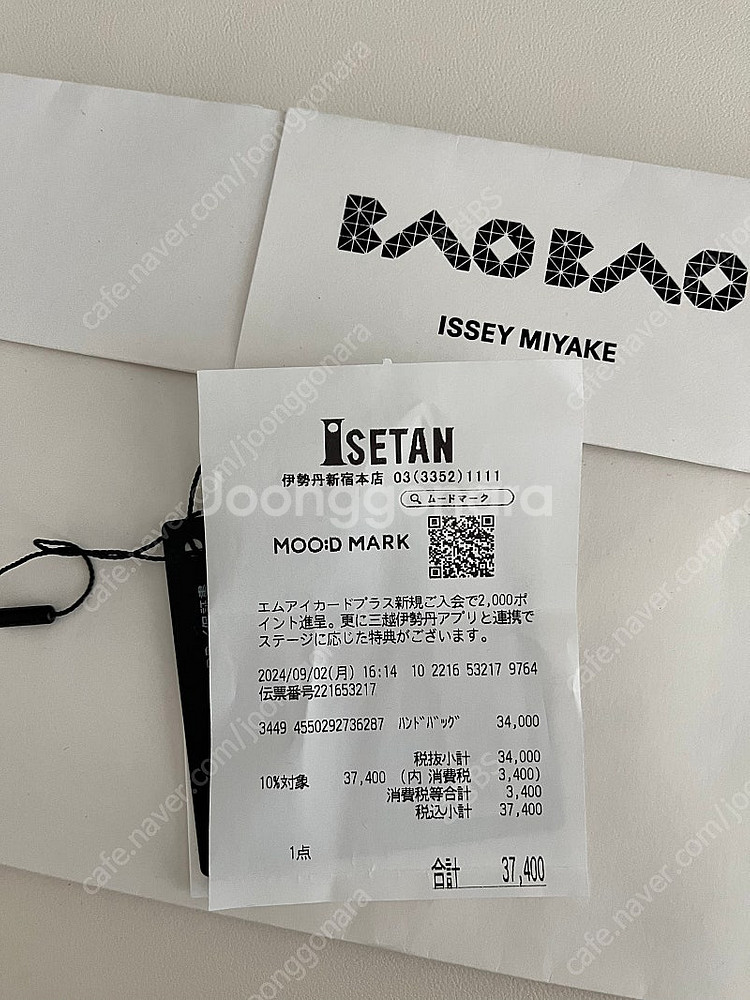 BAOBAO
ISSEY MIYAKE
ISETAN
伊勢丹新宿本店 03(3352)1111
ムードマーク
MOO:D MARK
エムアイカードプラス新規ご入会で2,000ポ
イント進呈。更に三越伊勢丹アプリと連携で
ステージに応じた特典がございます。
2024/09/02(月) 16:14 10 2216 53217 9764
伝票番号221653217
3449 4550292736287 ﾊﾝﾄﾞﾊﾞｯｸﾞ 34,000
税抜小計 34,000
10%対象 37,400 (内 消費税 3,400)
消費税等合計 3,400
税込小計 37,400
1点
合計 37,400
Joonggonara
cafe.naver.com/joonggonara